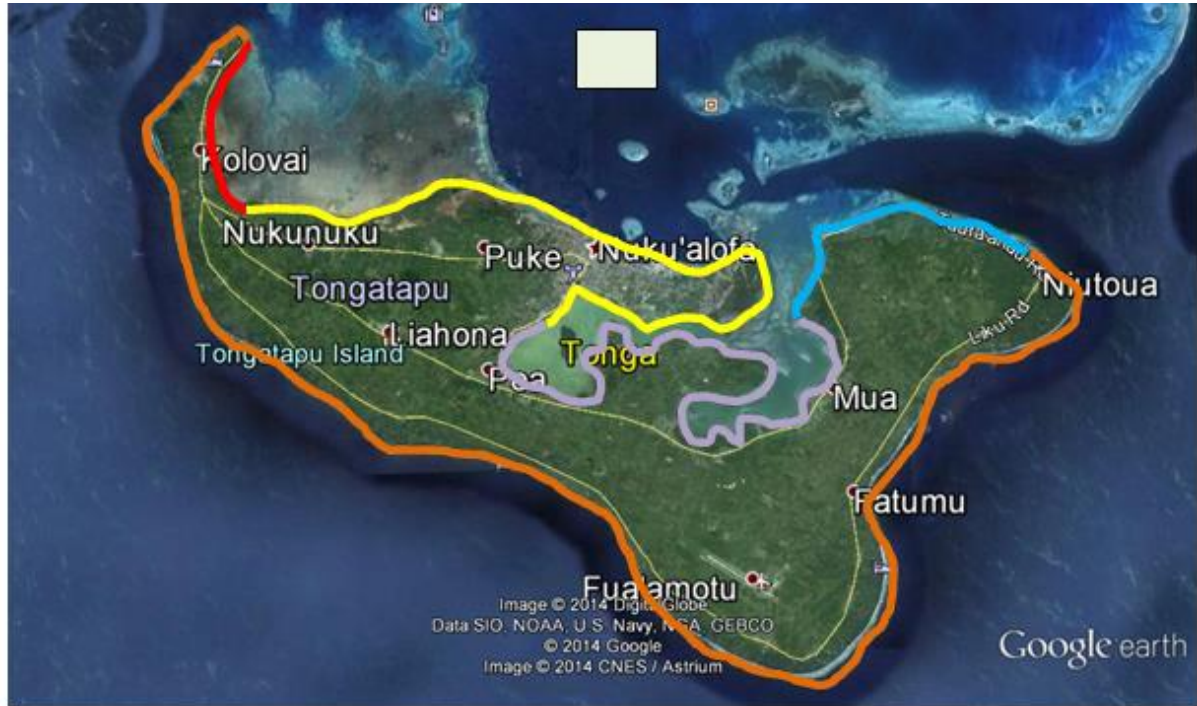 Kolovai
Nukunuku
Puke
Nuku'alofa
Tongatapu
Niutoua
Liahona
Liku Rd
Tongatapu Island
Tonga
Pea
Mua
Fatumu
Fualamotu
Image © 2014 DigitalGlobe
Data SIO, NOAA, U.S. Navy, NGA, GEBCO
© 2014 Google
Image © 2014 CNES / Astrium
Google earth